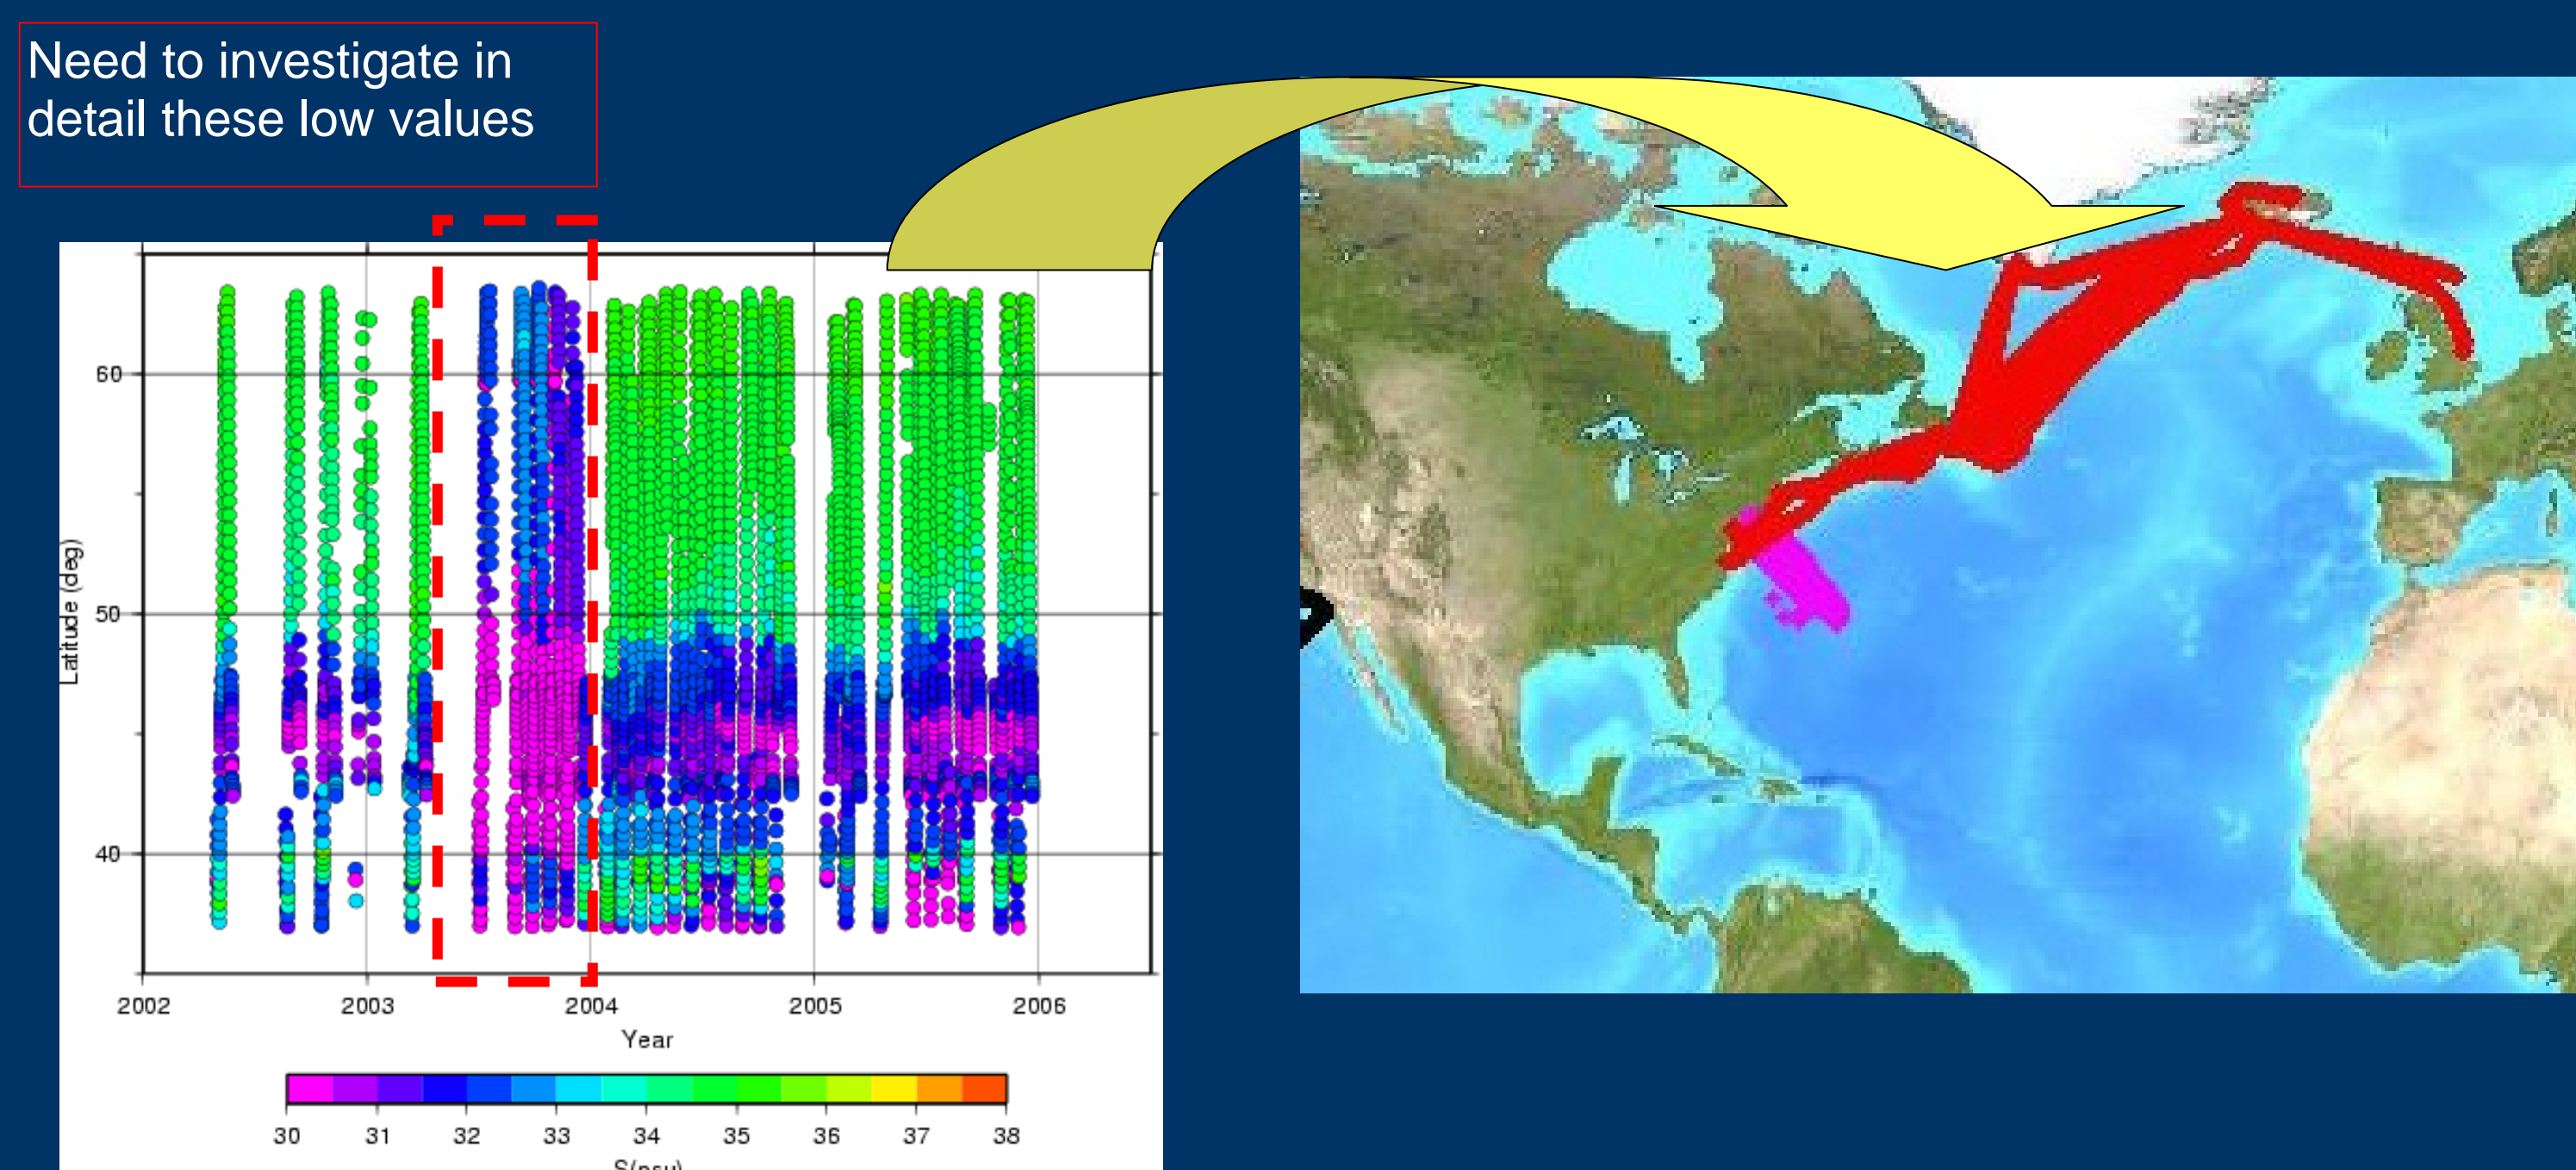 Need to investigate in
detail these low values
60
50
40
Latitude (deg)
2002 2003 2004 2005 2006
Year
30 31 32 33 34 35 36 37 38
S(psu)